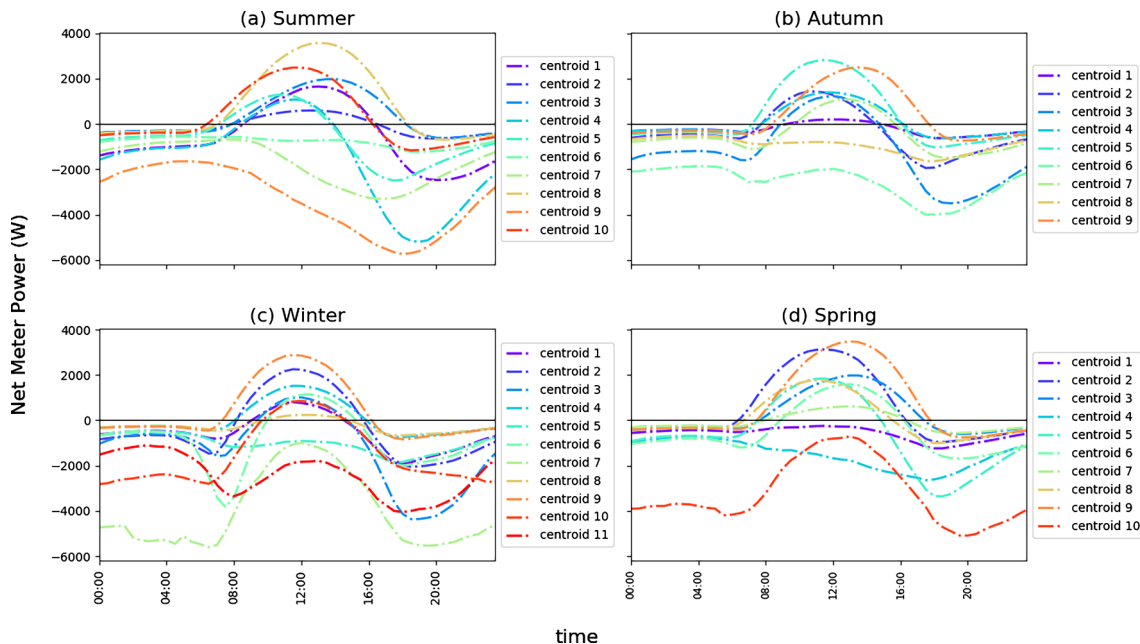 (a) Summer
(b) Autumn
4000
2000
0
−2000
−4000
−6000
centroid 1
centroid 2
centroid 3
centroid 4
centroid 5
centroid 6
centroid 7
centroid 8
centroid 9
centroid 10
centroid 1
centroid 2
centroid 3
centroid 4
centroid 5
centroid 6
centroid 7
centroid 8
centroid 9
Net Meter Power (W)
(c) Winter
(d) Spring
4000
2000
0
−2000
−4000
−6000
centroid 1
centroid 2
centroid 3
centroid 4
centroid 5
centroid 6
centroid 7
centroid 8
centroid 9
centroid 10
centroid 11
centroid 1
centroid 2
centroid 3
centroid 4
centroid 5
centroid 6
centroid 7
centroid 8
centroid 9
centroid 10
00:00
04:00
08:00
12:00
16:00
20:00
00:00
04:00
08:00
12:00
16:00
20:00
time